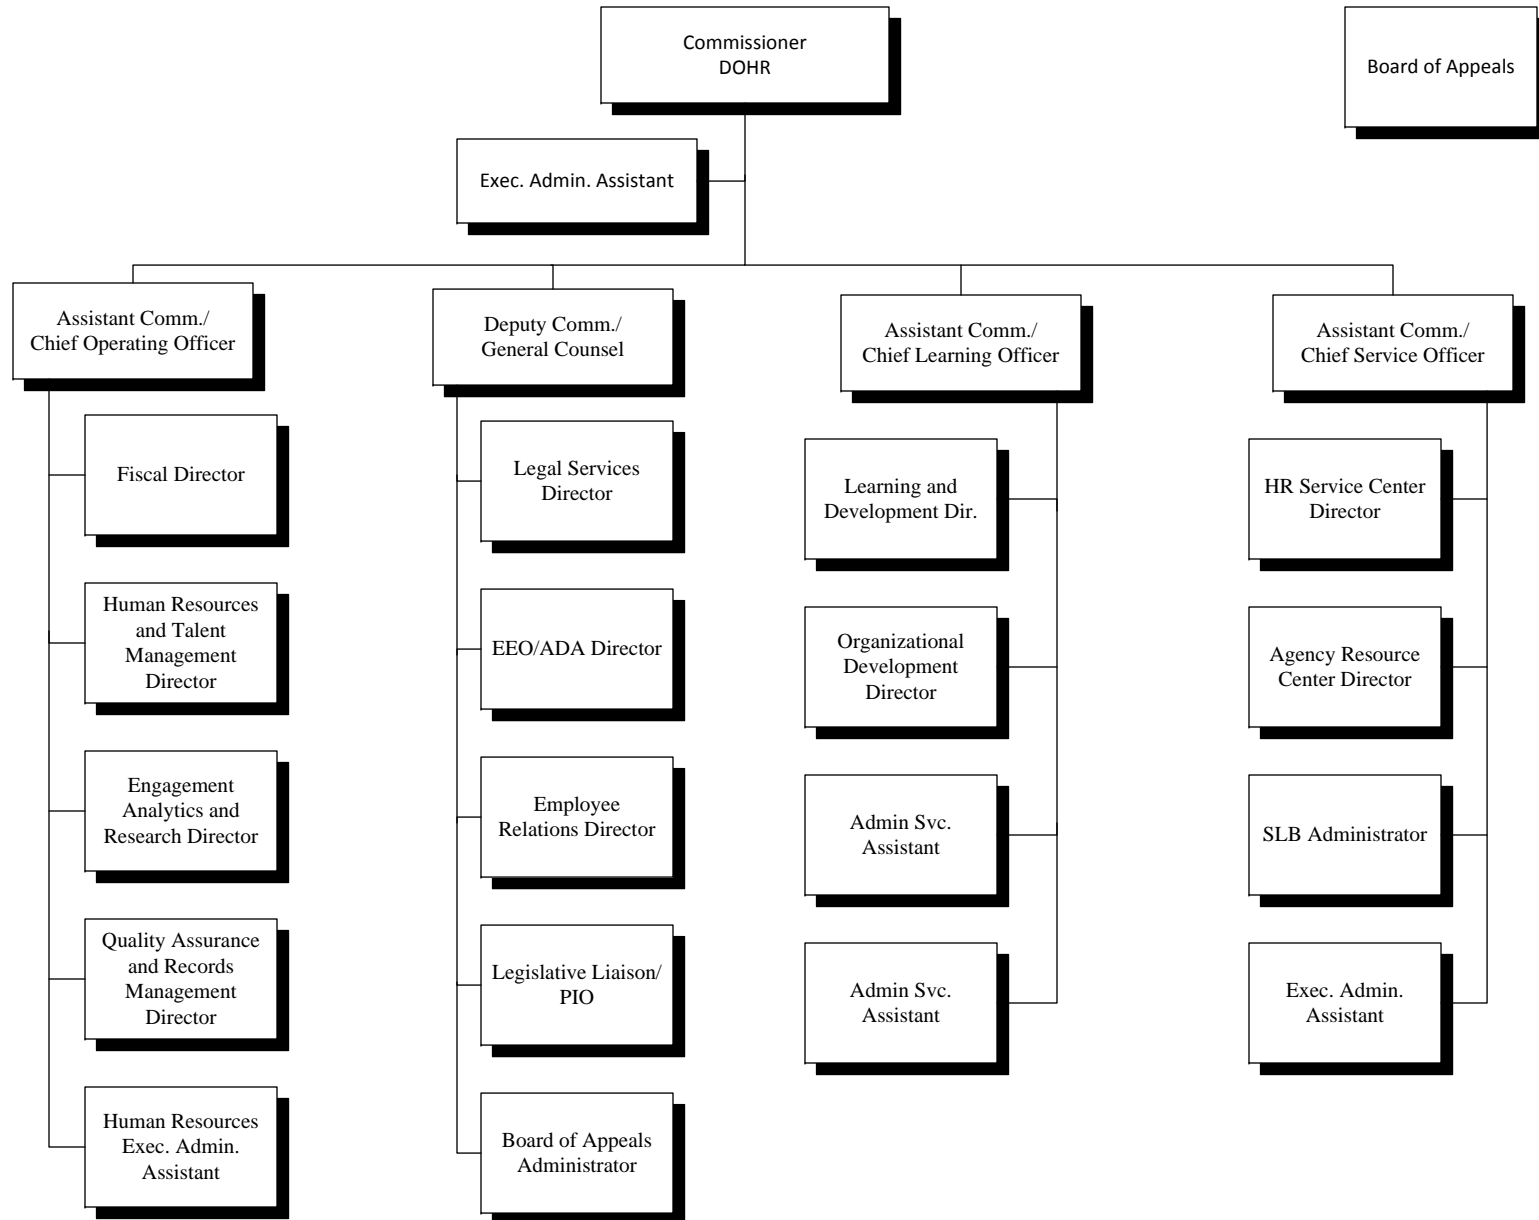 Commissioner
DOHR
Board of Appeals
Exec. Admin. Assistant
Assistant Comm./
Chief Operating Officer
Deputy Comm./
General Counsel
Assistant Comm./
Chief Learning Officer
Assistant Comm./
Chief Service Officer
Fiscal Director
Human Resources
and Talent
Management
Director
Engagement
Analytics and
Research Director
Quality Assurance
and Records
Management
Director
Human Resources
Exec. Admin.
Assistant
Legal Services
Director
EEO/ADA Director
Employee
Relations Director
Legislative Liaison/
PIO
Board of Appeals
Administrator
Learning and
Development Dir.
Organizational
Development
Director
Admin Svc.
Assistant
Admin Svc.
Assistant
HR Service Center
Director
Agency Resource
Center Director
SLB Administrator
Exec. Admin.
Assistant